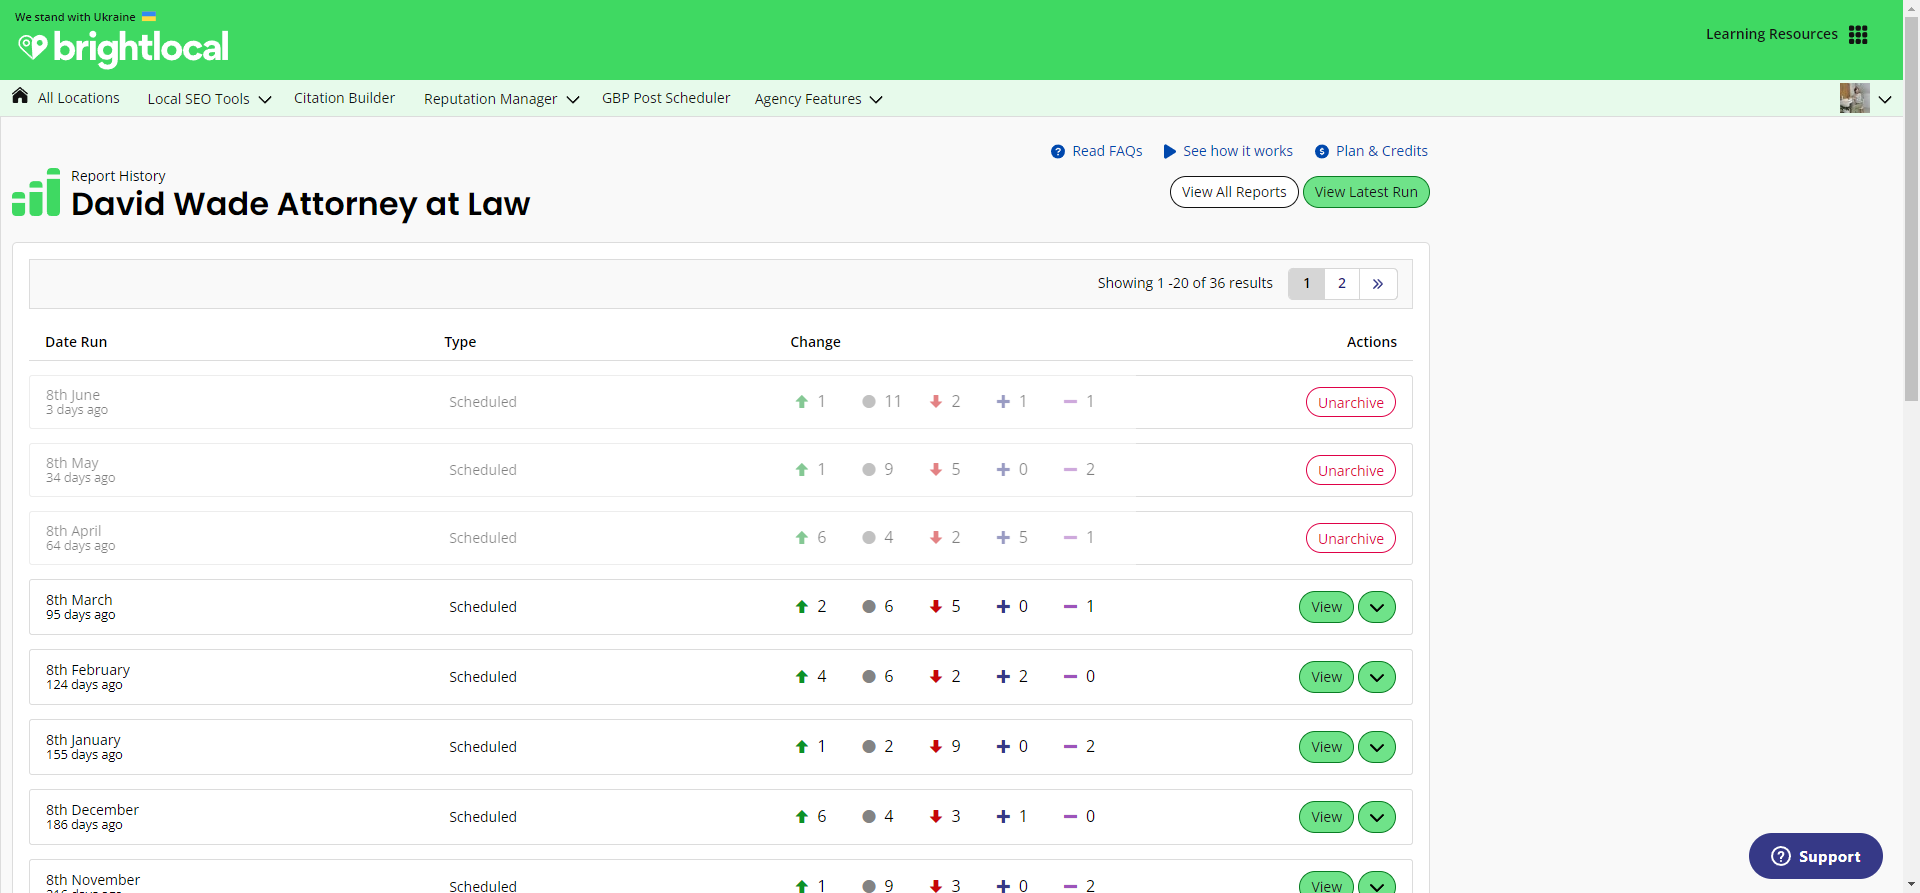 We stand with Ukraine
brightlocal
Learning Resources
All Locations Local SEO Tools Citation Builder Reputation Manager GBP Post Scheduler Agency Features
Read FAQs See how it works Plan & Credits
Report History
David Wade Attorney at Law
View All Reports View Latest Run
Showing 1 -20 of 36 results 1 2 »
Date Run Type Change Actions
8th June
3 days ago
Scheduled 1 11 2 1 1 Unarchive
8th May
34 days ago
Scheduled 1 9 5 0 2 Unarchive
8th April
64 days ago
Scheduled 6 4 2 5 1 Unarchive
8th March
95 days ago
Scheduled 2 6 5 0 1 View
8th February
124 days ago
Scheduled 4 6 2 2 0 View
8th January
155 days ago
Scheduled 1 2 9 0 2 View
8th December
186 days ago
Scheduled 6 4 3 1 0 View
8th November
Scheduled 1 9 3 0 2 View
Support